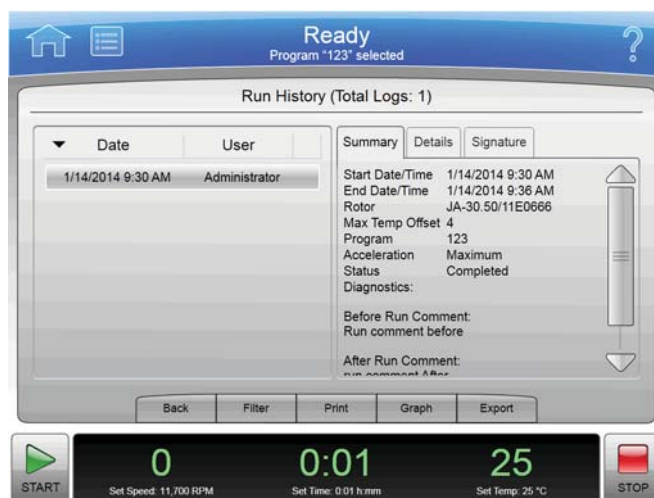 Ready
Program "123" selected
?
Run History (Total Logs: 1)
Date User
1/14/2014 9:30 AM Administrator
Summary Details Signature
Start Date/Time 1/14/2014 9:30 AM
End Date/Time 1/14/2014 9:36 AM
Rotor JA-30.50/11E0666
Max Temp Offset 4
Program 123
Acceleration Maximum
Status Completed
Diagnostics:
Before Run Comment:
Run comment before
After Run Comment:
run comment After
Back Filter Print Graph Export
START
0
Set Speed: 11,700 RPM
0:01
Set Time: 0:01 h:mm
25
Set Temp: 25 °C
STOP